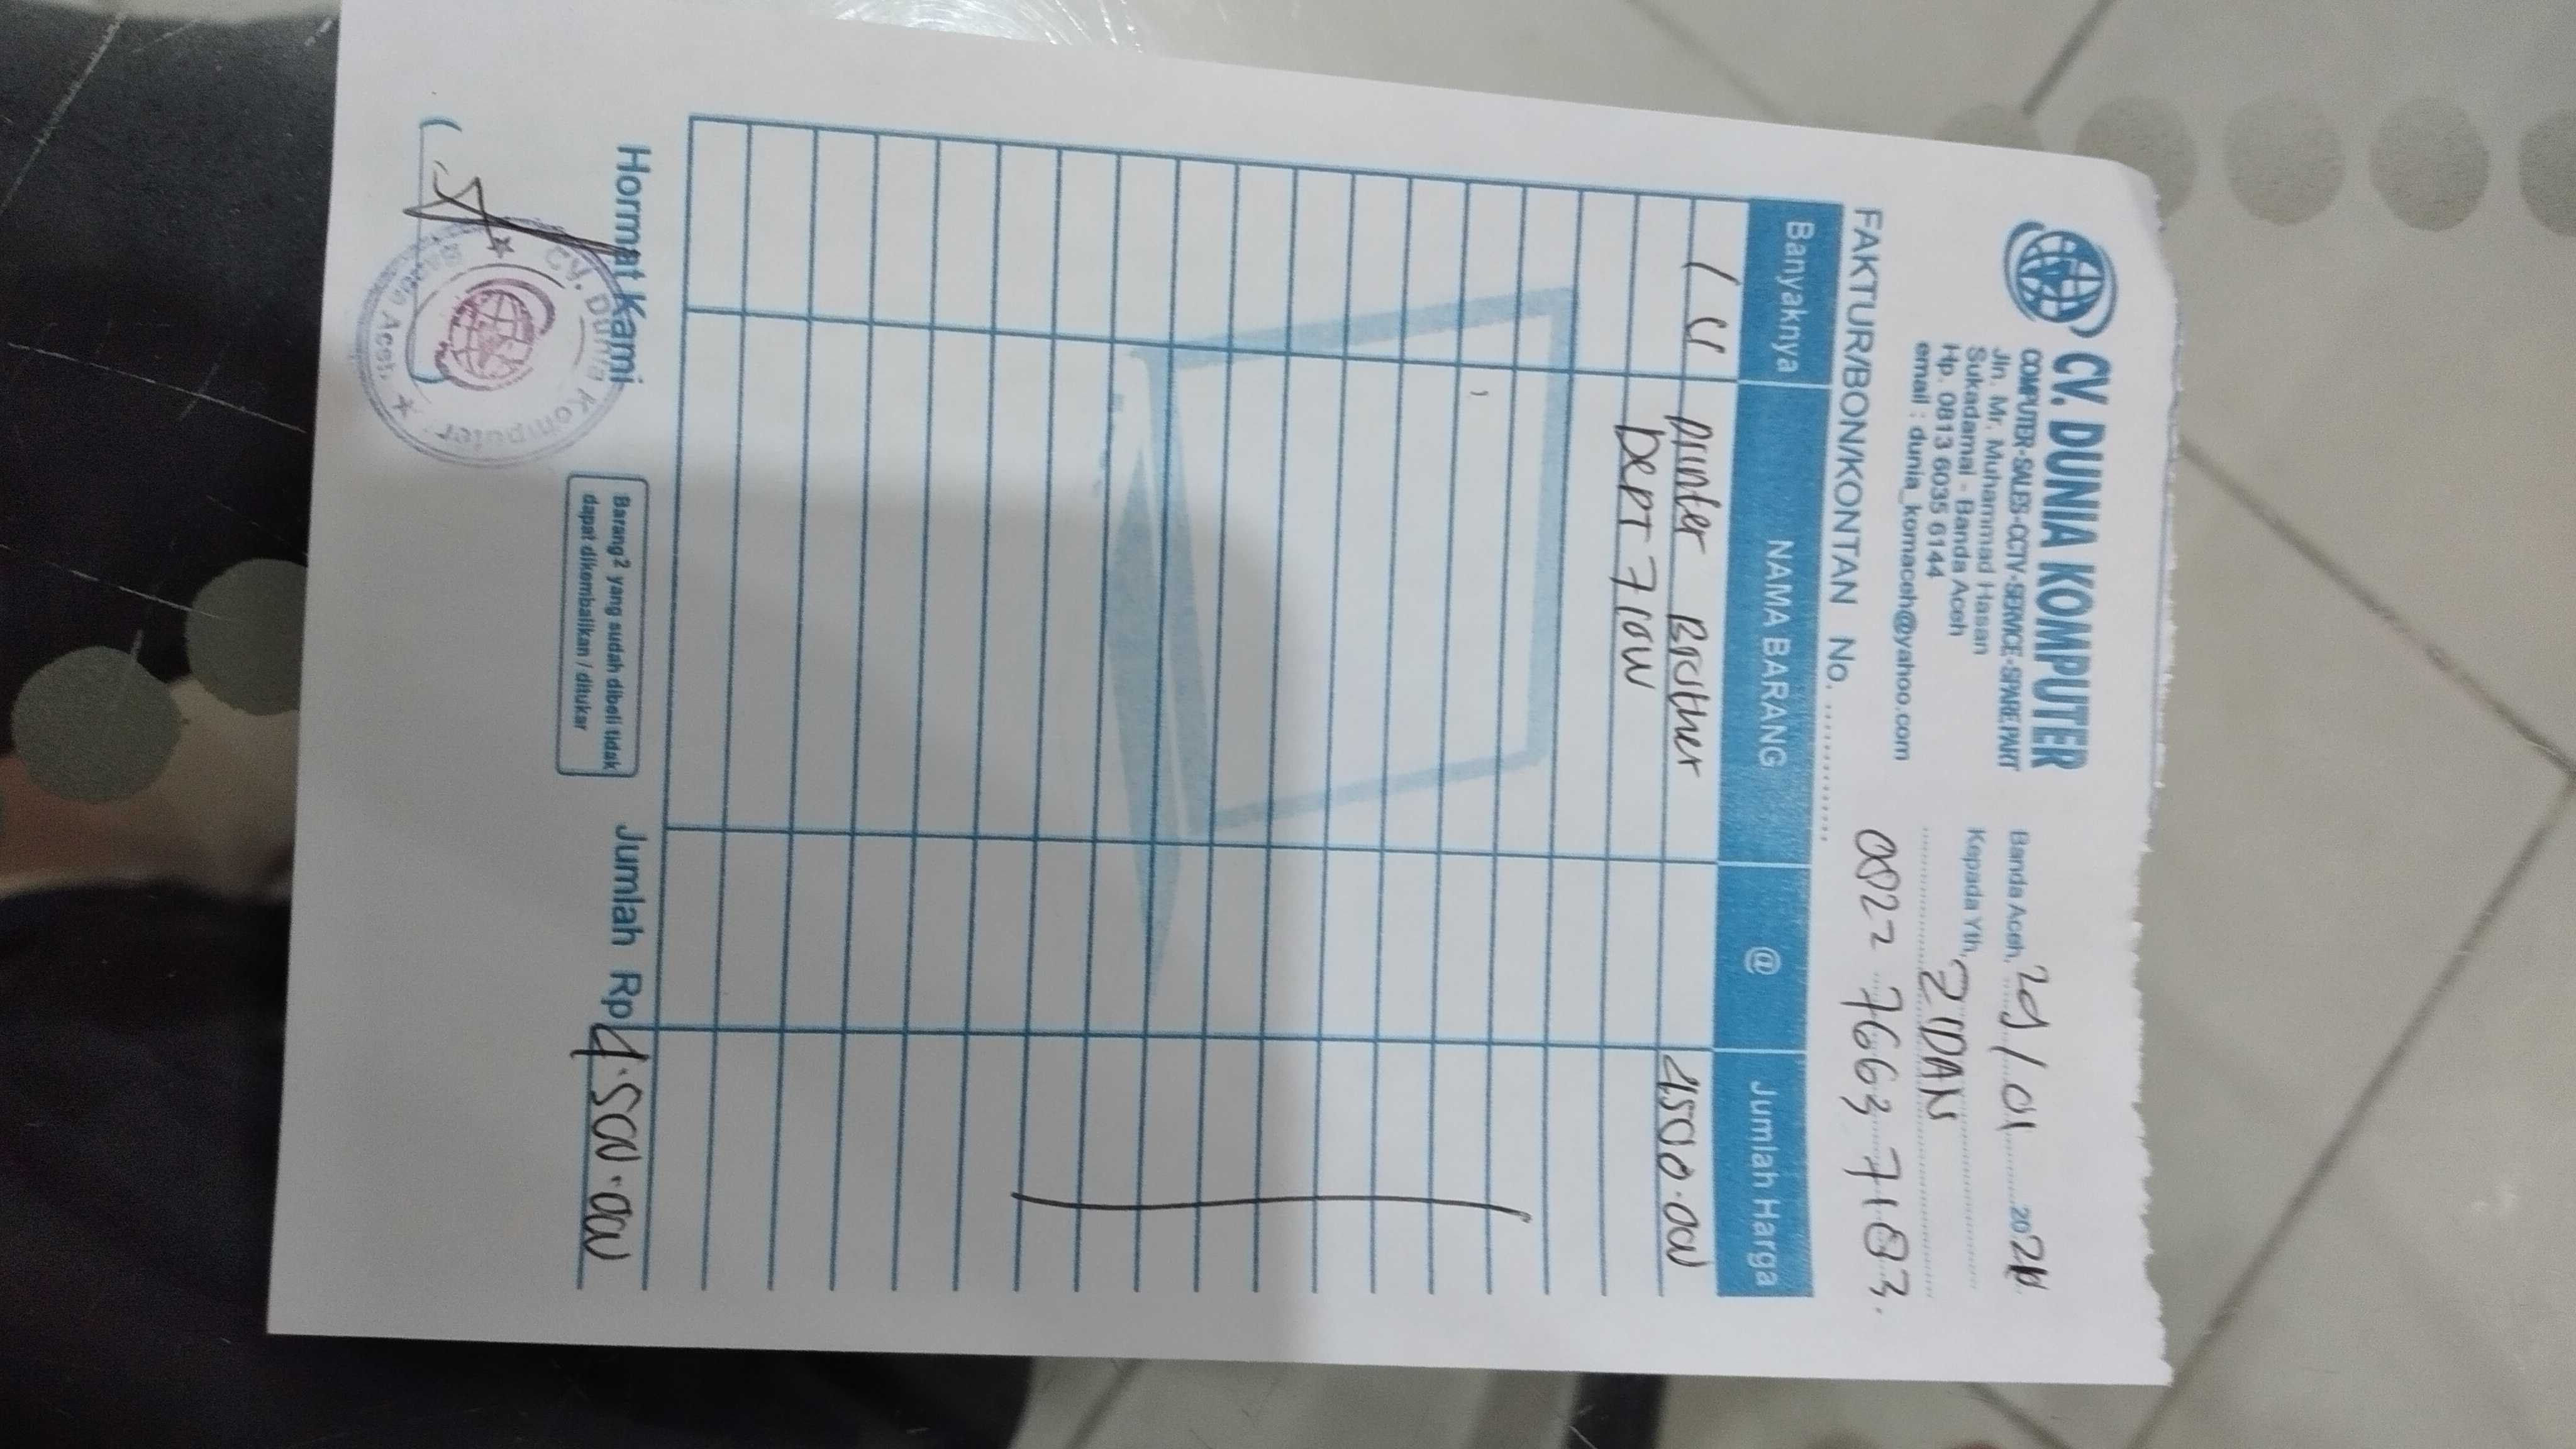 CV. DUNIA KOMPUTER
COMPUTER-SALES-CCTV-SERVICE-SPARE PART
Jln. Mr. Muhammad Hasan
Sukadamai - Banda Aceh
Hp. 0813 6035 6144
email : dunia_komaceh@yahoo.com
Banda Aceh, 29/01 20
Kepada Yth,
ZIDAN
0822 7663 7183.
FAKTUR/BON/KONTAN No.
Banyaknya NAMA BARANG @ Jumlah Harga
1 printer Brother 4500.000
DCPT 710W
Hormat Kami
Barang² yang sudah dibeli tidak
dapat dikembalikan / ditukar
Jumlah Rp 4.500.000
CV. Dunia Komputer
Banda Aceh